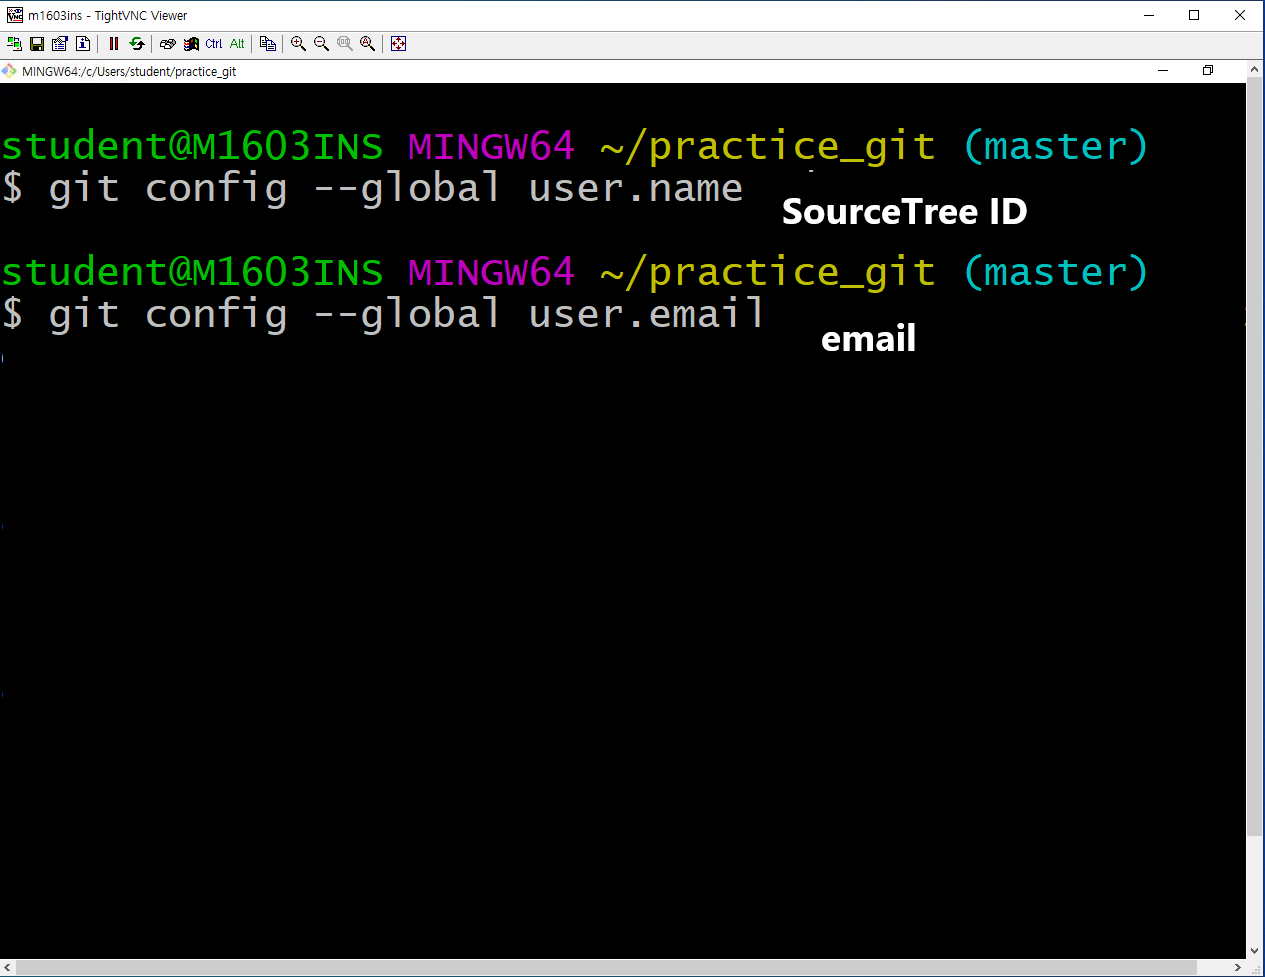 m1603ins - TightVNC Viewer
Ctrl Alt
MINGW64:/c/Users/student/practice_git
student@M1603INS MINGW64 ~/practice_git (master)
$ git config --global user.name
SourceTree ID
student@M1603INS MINGW64 ~/practice_git (master)
$ git config --global user.email
email